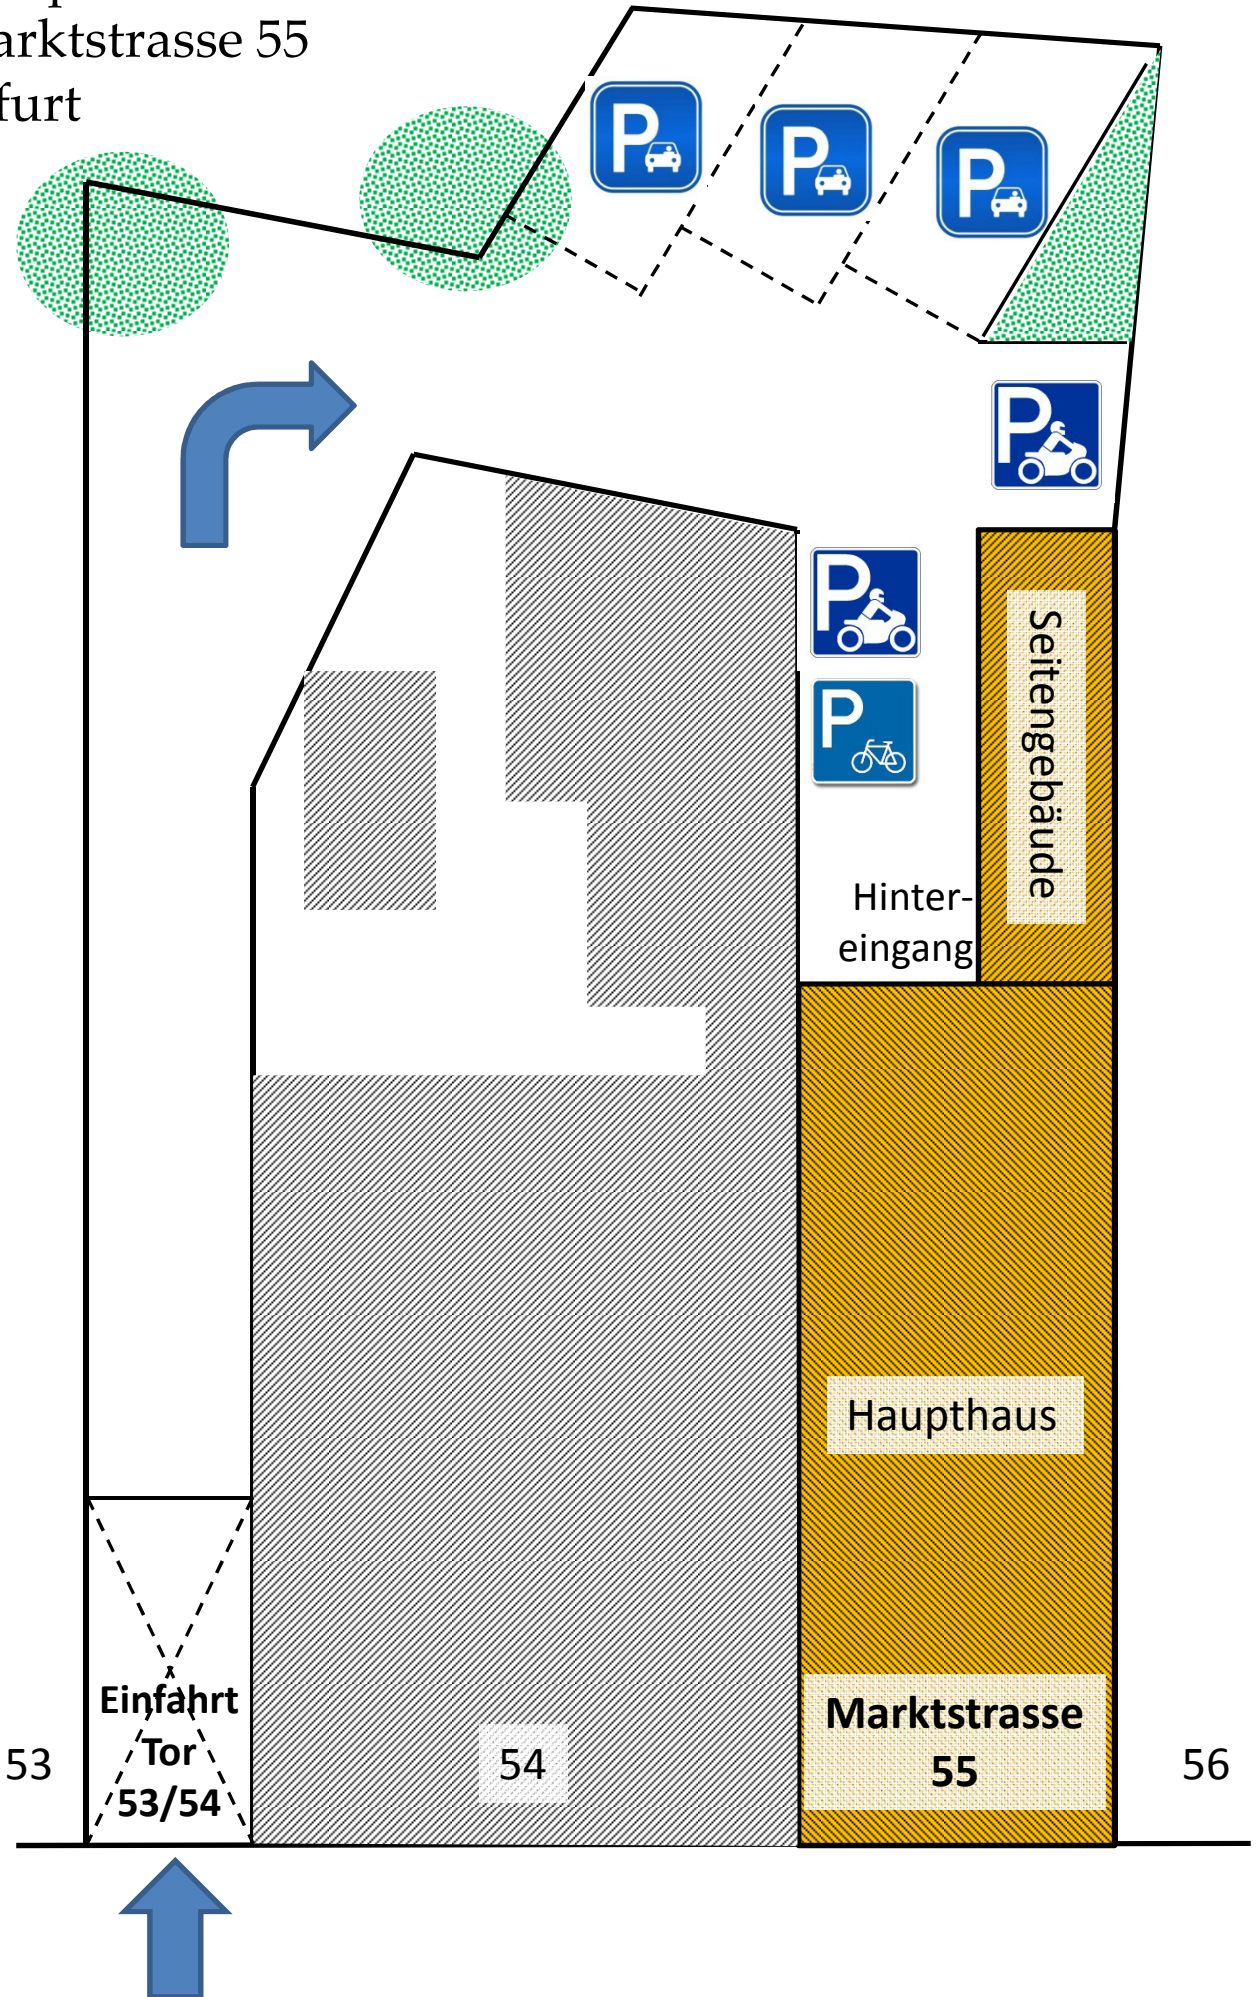 arktstrasse 55
furt
P
P
P
P
P
P
Seitengebäude
Hinter-
eingang
Haupthaus
Marktstrasse
55
Einfahrt
Tor
53/54
53
54
56